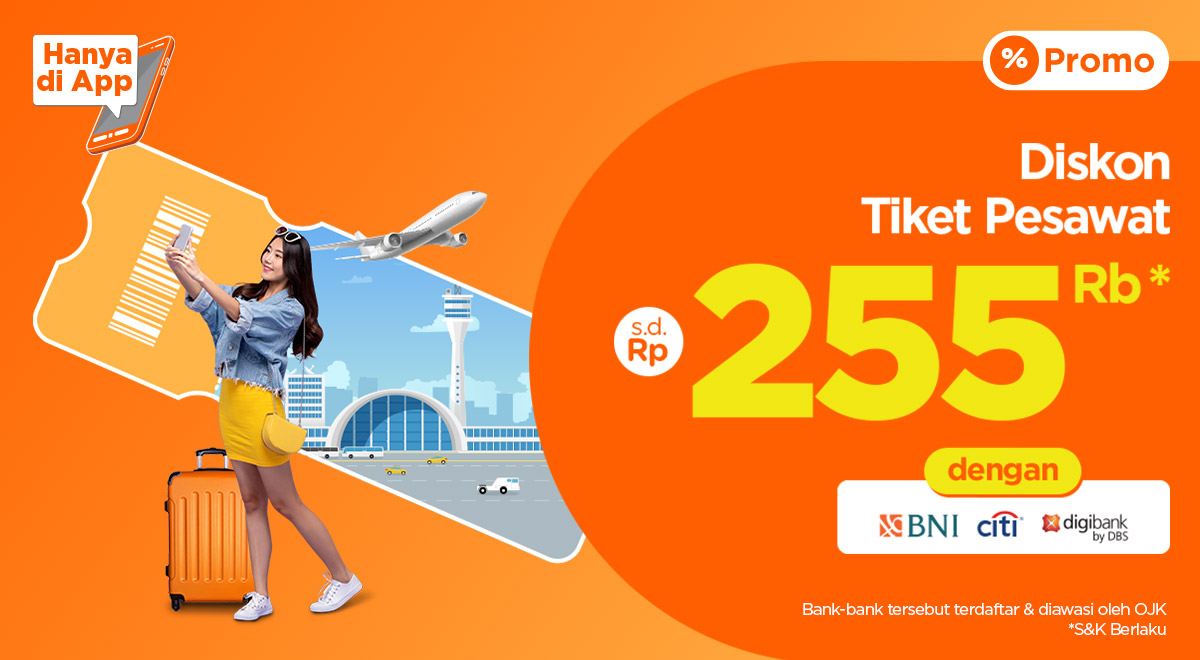 Hanya
di App
% Promo
Diskon
Tiket Pesawat
s.d.
Rp
255 Rb*
dengan
BNI citi digibank
by DBS
Bank-bank tersebut terdaftar & diawasi oleh OJK
*S&K Berlaku